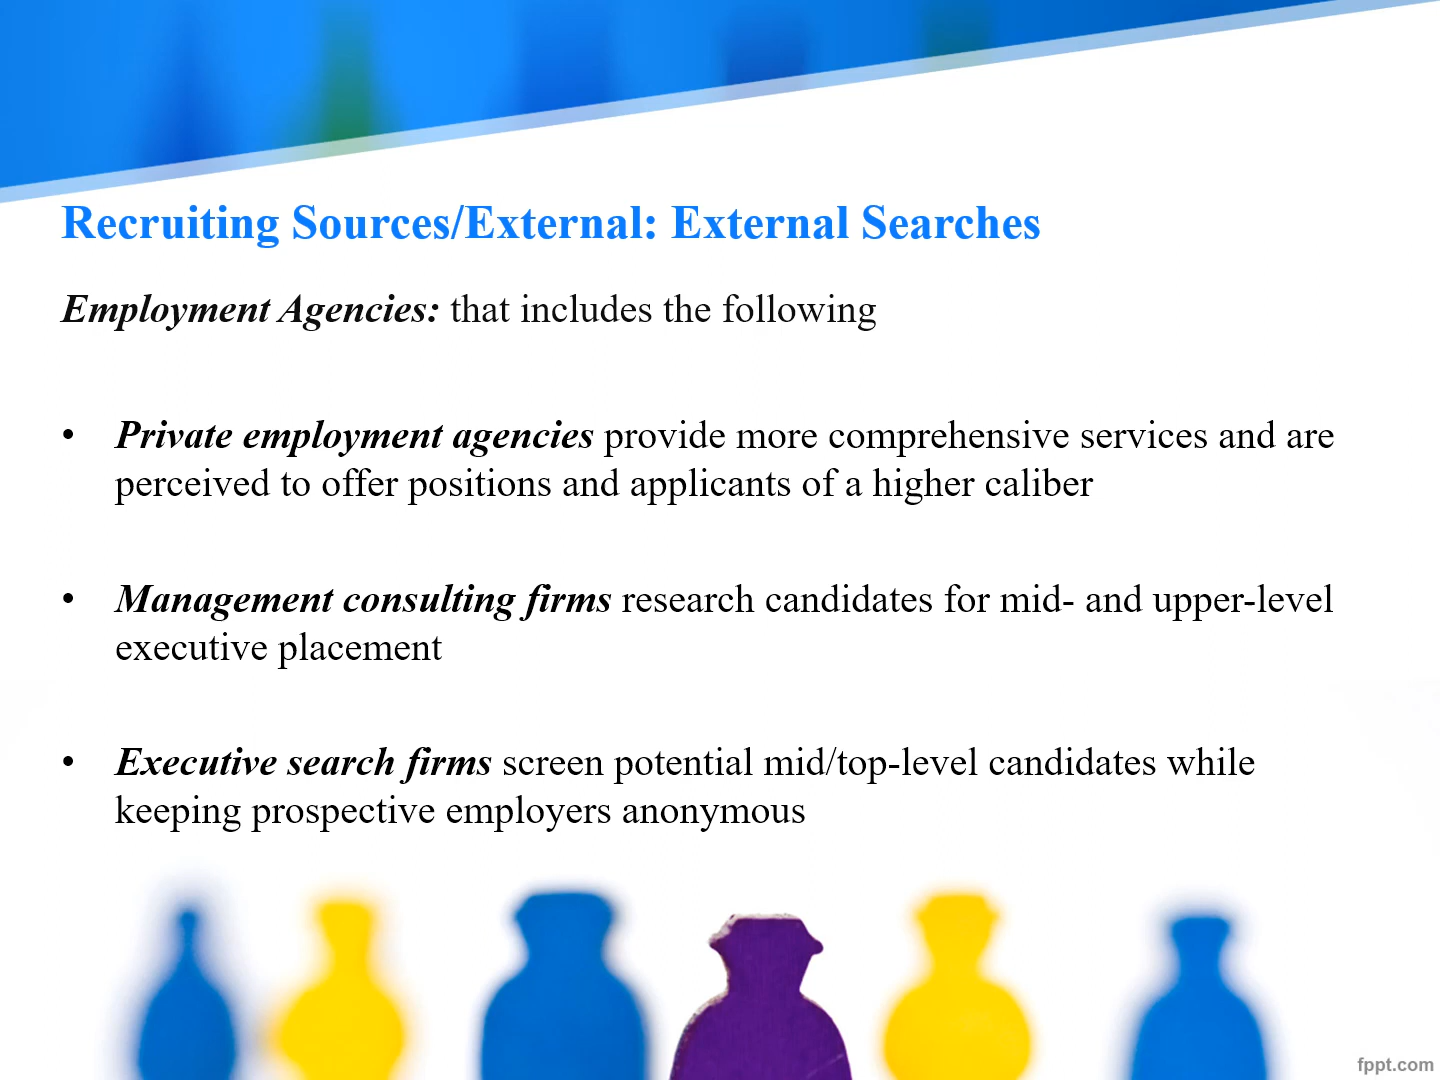 Recruiting Sources/External: External Searches
Employment Agencies: that includes the following
• Private employment agencies provide more comprehensive services and are
perceived to offer positions and applicants of a higher caliber
• Management consulting firms research candidates for mid- and upper-level
executive placement
• Executive search firms screen potential mid/top-level candidates while
keeping prospective employers anonymous
fppt.com